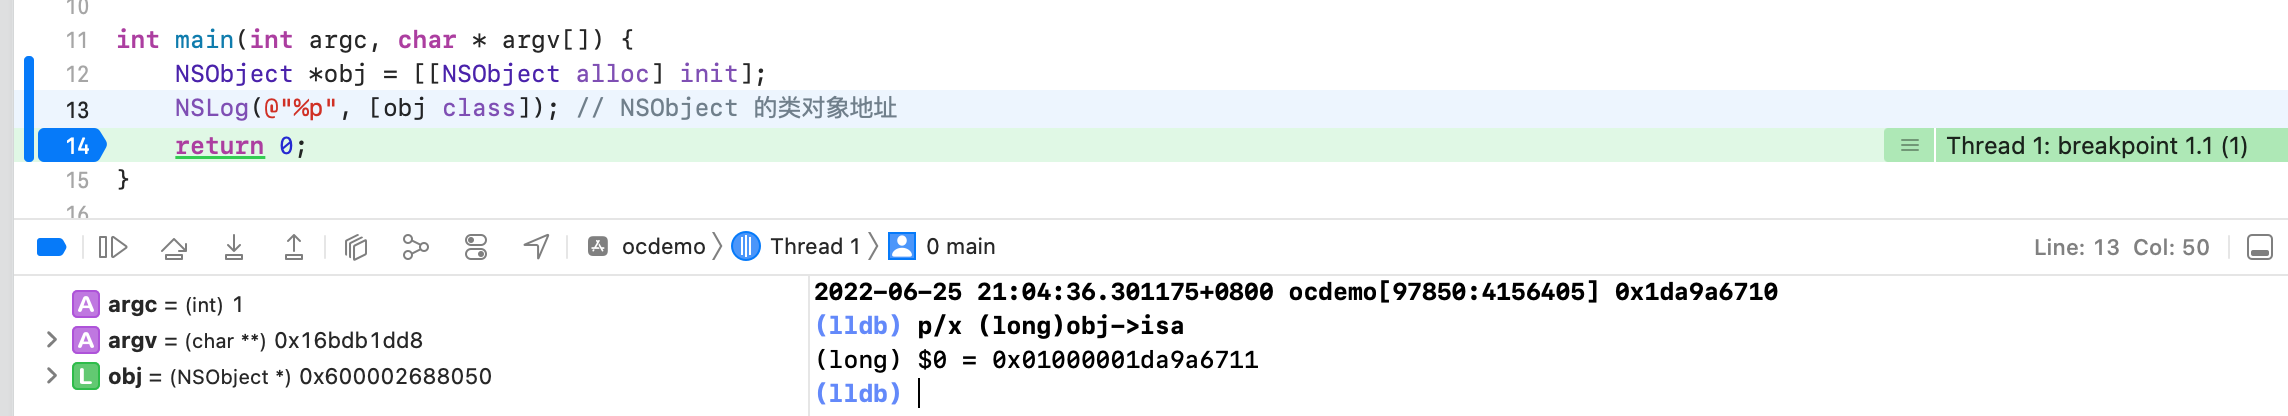 10
11 int main(int argc, char * argv[]) {
12 NSObject *obj = [[NSObject alloc] init];
13 NSLog(@"%p", [obj class]); // NSObject 的类对象地址
14 return 0; Thread 1: breakpoint 1.1 (1)
15 }
16
ocdemo Thread 1 0 main Line: 13 Col: 50
A argc = (int) 1
A argv = (char **) 0x16bdb1dd8
L obj = (NSObject *) 0x600002688050
2022-06-25 21:04:36.301175+0800 ocdemo[97850:4156405] 0x1da9a6710
(lldb) p/x (long)obj->isa
(long) $0 = 0x01000001da9a6711
(lldb)